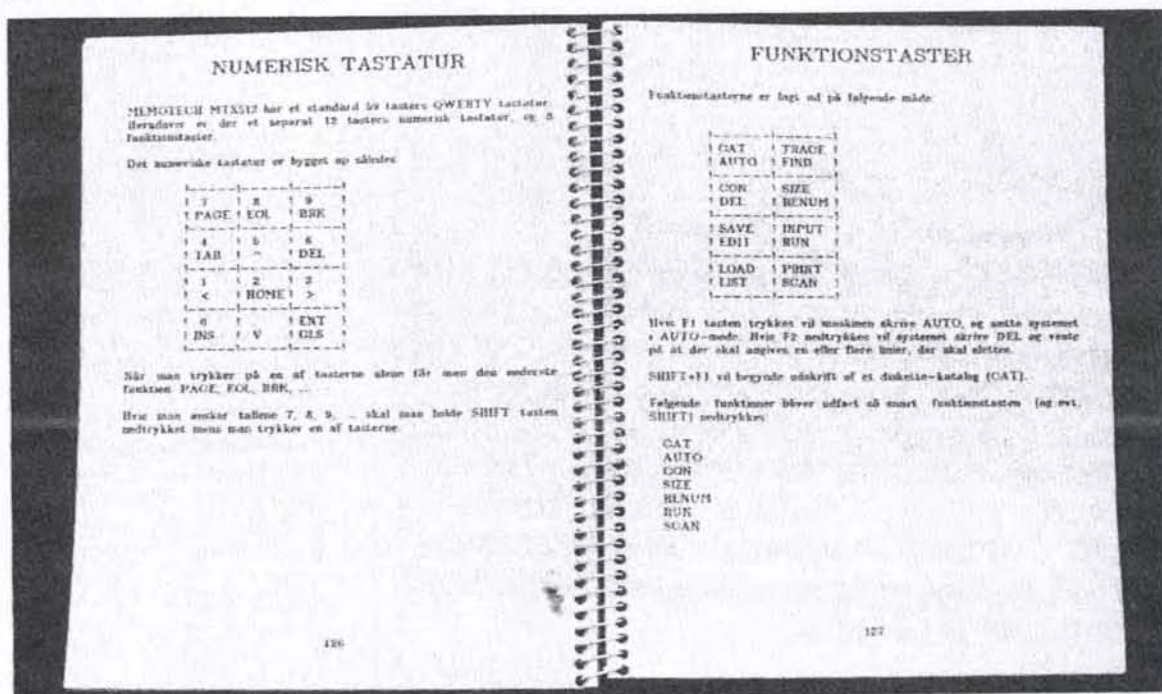 NUMERISK TASTATUR
MEMOTECH MTX512 har et standard tasters QWERTY tastatur.
Herudover er der et separat 12 tasters numerisk tastatur, og 8
funktionstaster.
Det numeriske tastatur er bygget op således
7 8 9
PAGE EOL BRK
4 5 6
TAB ^ DEL
1 2 3
< HOME >
0 . ENT
INS V CLS
Når man trykker på en af tasterne alene får man den nederste
funktion PAGE, EOL, BRK, ...
Hvis man ønsker tallene 7, 8, 9, ... skal man holde SHIFT tasten
nedtrykket mens man trykker en af tasterne.
126
FUNKTIONSTASTER
Funktionstasterne er lagt ud på følgende måde
CAT TRACE
AUTO FIND
CON SIZE
DEL RENUM
SAVE INPUT
EDIT RUN
LOAD PRINT
LIST SCAN
Hvis F1 tasten trykkes vil maskinen skrive AUTO, og sætte systemet
i AUTO-mode. Hvis F2 nedtrykkes vil systemet skrive DEL og vente
på at der skal angives en eller flere linier, der skal slettes.
SHIFT+F1 vil begynde udskrift af et diskette-katalog (CAT).
Følgende funktioner bliver udført så snart funktionstasten (og evt.
SHIFT) nedtrykkes
CAT
AUTO
CON
SIZE
RENUM
RUN
SCAN
127